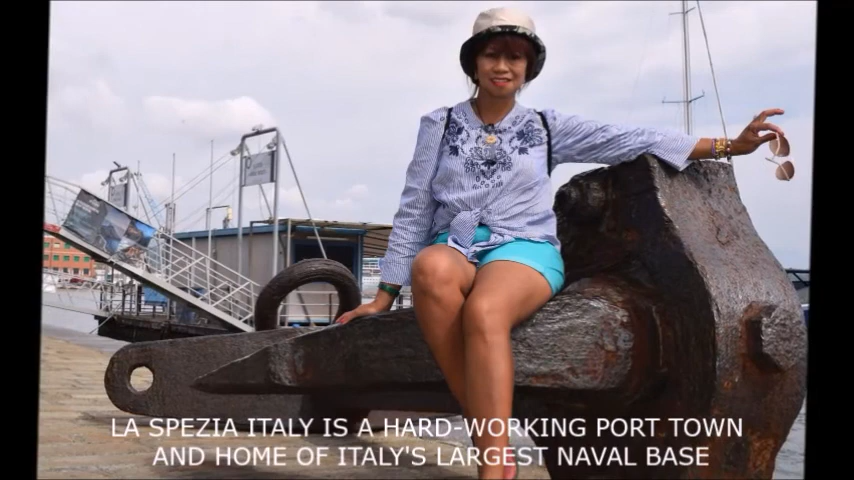 LA SPEZIA ITALY IS A HARD-WORKING PORT TOWN
AND HOME OF ITALY'S LARGEST NAVAL BASE